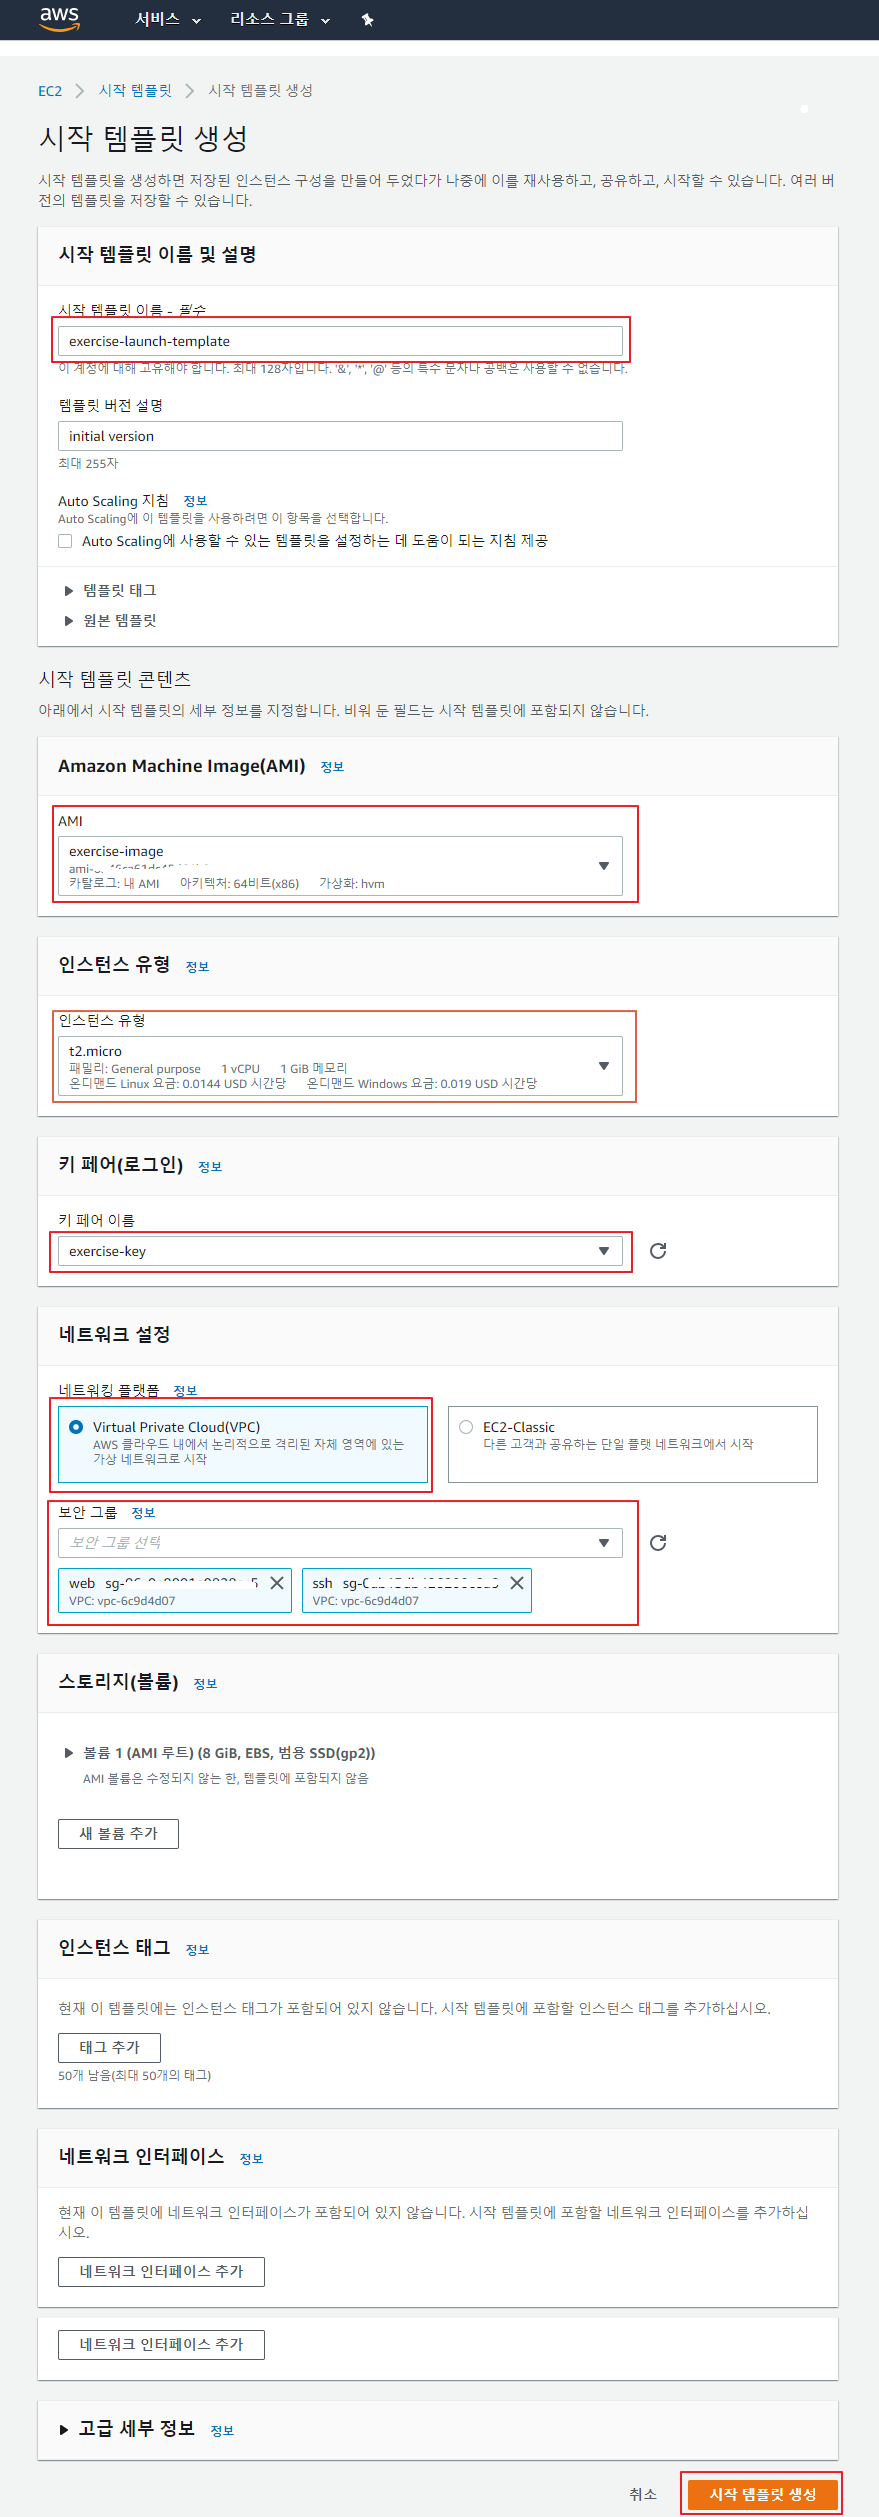 aws 서비스 리소스 그룹
EC2 시작 템플릿 시작 템플릿 생성
시작 템플릿 생성
시작 템플릿을 생성하면 저장된 인스턴스 구성을 만들어 두었다가 나중에 이를 재사용하고, 공유하고, 시작할 수 있습니다. 여러 버
전의 템플릿을 저장할 수 있습니다.
시작 템플릿 이름 및 설명
시작 템플릿 이름 - 필수
exercise-launch-template
이 계정에 대해 고유해야 합니다. 최대 128자입니다. '&', '*', '@' 등의 특수 문자나 공백은 사용할 수 없습니다.
템플릿 버전 설명
initial version
최대 255자
Auto Scaling 지침 정보
Auto Scaling에 이 템플릿을 사용하려면 이 항목을 선택합니다.
Auto Scaling에 사용할 수 있는 템플릿을 설정하는 데 도움이 되는 지침 제공
템플릿 태그
원본 템플릿
시작 템플릿 콘텐츠
아래에서 시작 템플릿의 세부 정보를 지정합니다. 비워 둔 필드는 시작 템플릿에 포함되지 않습니다.
Amazon Machine Image(AMI) 정보
AMI
exercise-image
카탈로그: 내 AMI 아키텍처: 64비트(x86) 가상화: hvm
인스턴스 유형 정보
인스턴스 유형
t2.micro
패밀리: General purpose 1 vCPU 1 GiB 메모리
온디맨드 Linux 요금: 0.0144 USD 시간당 온디맨드 Windows 요금: 0.019 USD 시간당
키 페어(로그인) 정보
키 페어 이름
exercise-key
네트워크 설정
네트워킹 플랫폼 정보
Virtual Private Cloud(VPC)
AWS 클라우드 내에서 논리적으로 격리된 자체 영역에 있는
가상 네트워크로 시작
EC2-Classic
다른 고객과 공유하는 단일 플랫 네트워크에서 시작
보안 그룹 정보
보안 그룹 선택
web
VPC: vpc-6c9d4d07
ssh
VPC: vpc-6c9d4d07
스토리지(볼륨) 정보
볼륨 1 (AMI 루트) (8 GiB, EBS, 범용 SSD(gp2))
AMI 볼륨은 수정되지 않는 한, 템플릿에 포함되지 않음
새 볼륨 추가
인스턴스 태그 정보
현재 이 템플릿에는 인스턴스 태그가 포함되어 있지 않습니다. 시작 템플릿에 포함할 인스턴스 태그를 추가하십시오.
태그 추가
50개 남음(최대 50개의 태그)
네트워크 인터페이스 정보
현재 이 템플릿에 네트워크 인터페이스가 포함되어 있지 않습니다. 시작 템플릿에 포함할 네트워크 인터페이스를 추가하십
시오.
네트워크 인터페이스 추가
네트워크 인터페이스 추가
고급 세부 정보 정보
취소 시작 템플릿 생성